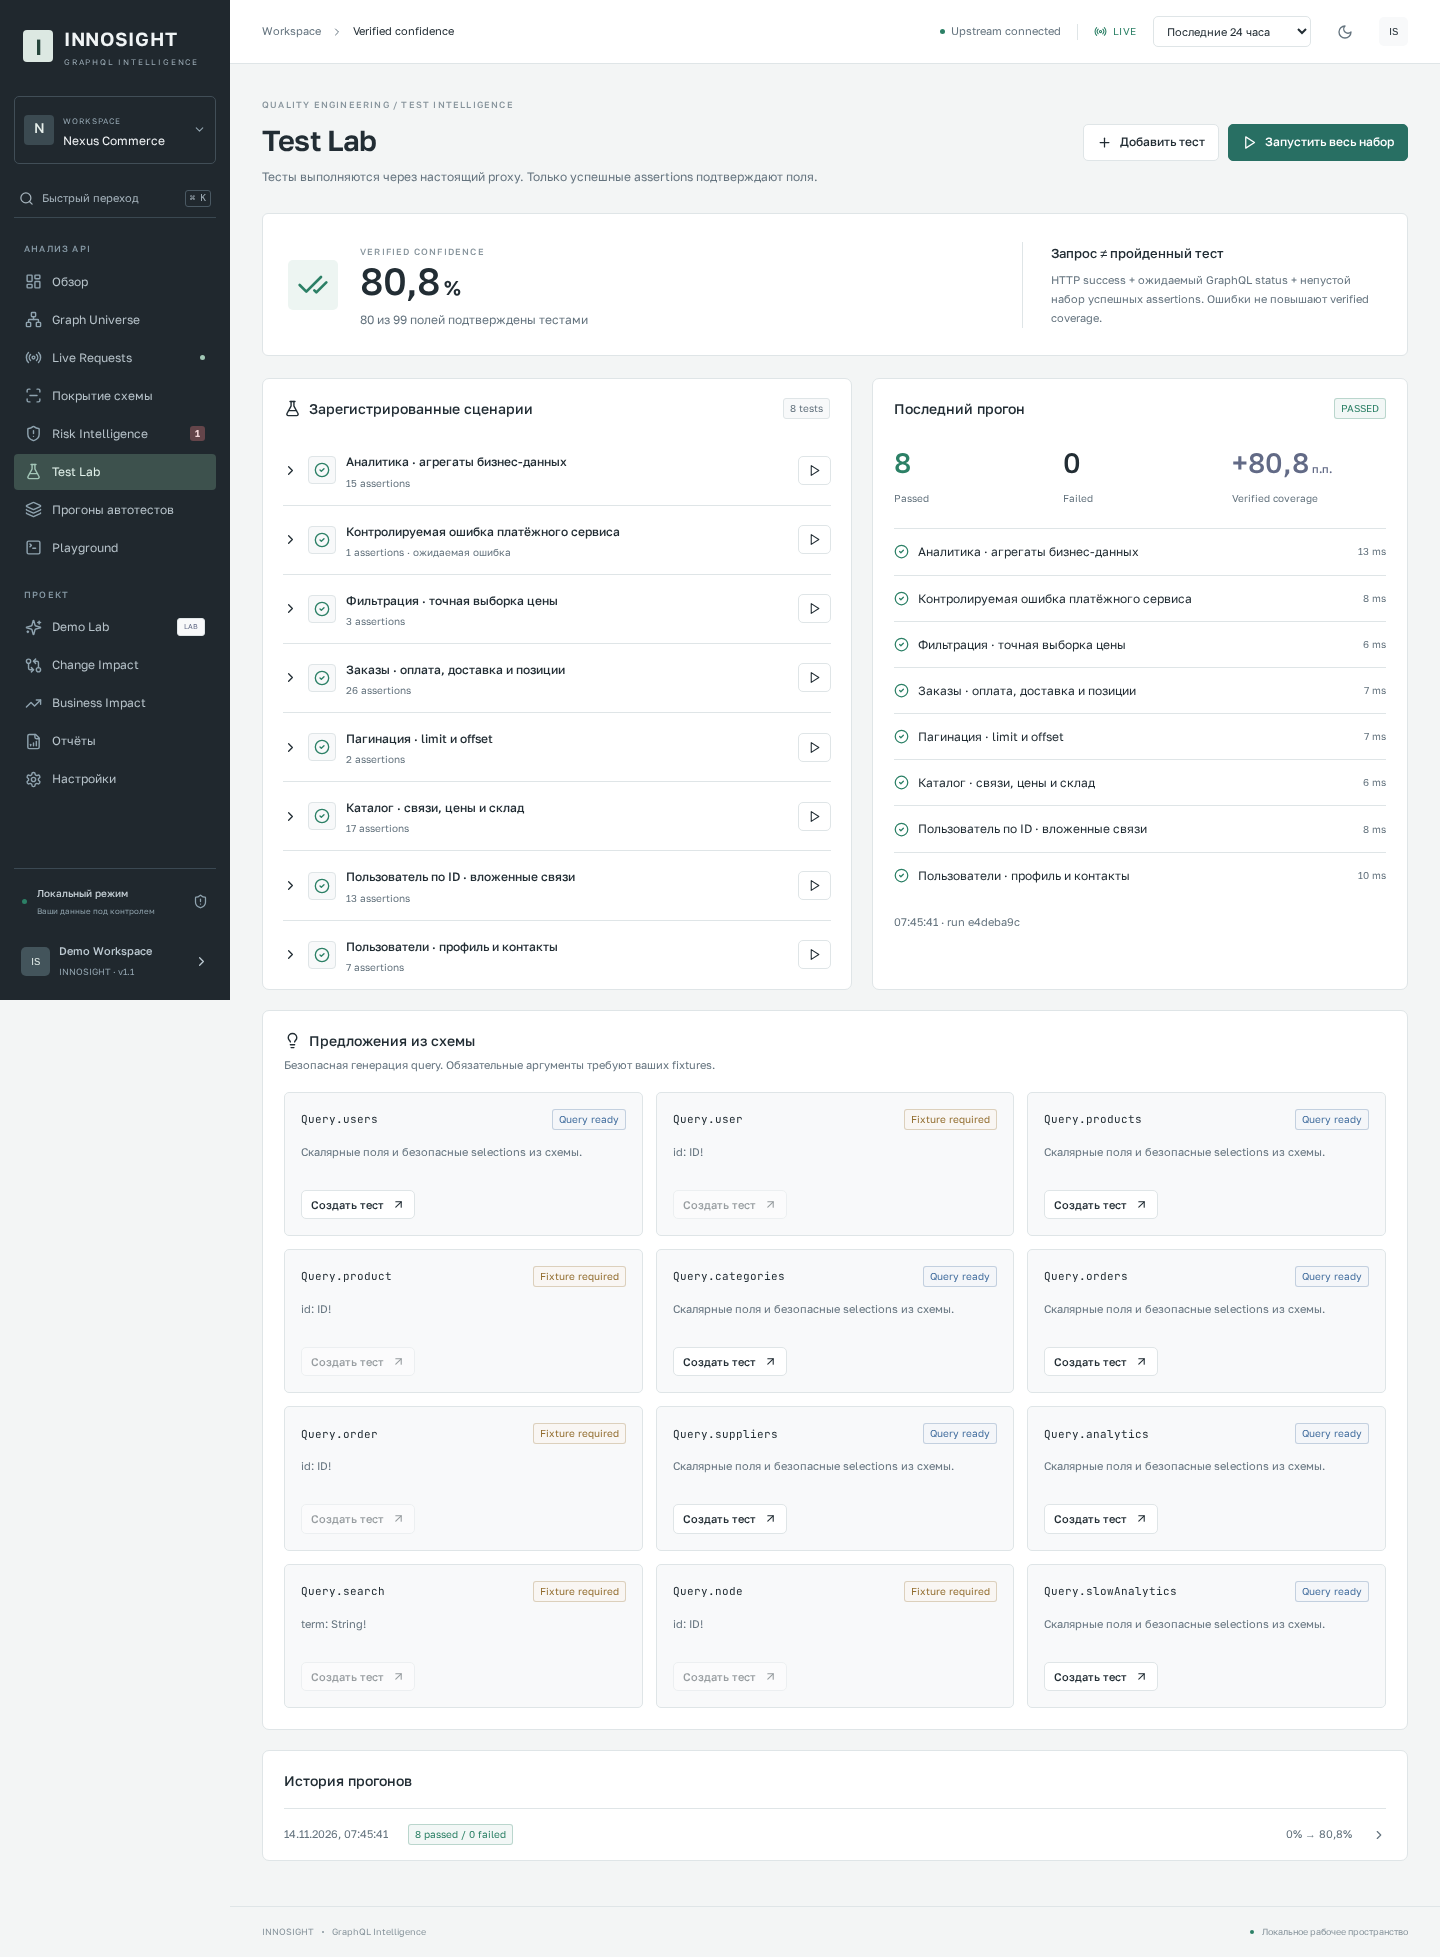 I
INNOSIGHT
GRAPHQL INTELLIGENCE
N
WORKSPACE
Nexus Commerce
Быстрый переход
⌘ K
АНАЛИЗ API
Обзор
Graph Universe
Live Requests
Покрытие схемы
Risk Intelligence
1
Test Lab
Прогоны автотестов
Playground
ПРОЕКТ
Demo Lab
LAB
Change Impact
Business Impact
Отчёты
Настройки
Локальный режим
Ваши данные под контролем
IS
Demo Workspace
INNOSIGHT · v1.1
Workspace
Verified confidence
Upstream connected
LIVE
Последние 24 часа
IS
QUALITY ENGINEERING / TEST INTELLIGENCE
Test Lab
Тесты выполняются через настоящий proxy. Только успешные assertions подтверждают поля.
Добавить тест
Запустить весь набор
VERIFIED CONFIDENCE
80,8%
80 из 99 полей подтверждены тестами
Запрос ≠ пройденный тест
HTTP success + ожидаемый GraphQL status + непустой
набор успешных assertions. Ошибки не повышают verified
coverage.
Зарегистрированные сценарии
8 tests
Аналитика · агрегаты бизнес-данных
15 assertions
Контролируемая ошибка платёжного сервиса
1 assertions · ожидаемая ошибка
Фильтрация · точная выборка цены
3 assertions
Заказы · оплата, доставка и позиции
26 assertions
Пагинация · limit и offset
2 assertions
Каталог · связи, цены и склад
17 assertions
Пользователь по ID · вложенные связи
13 assertions
Пользователи · профиль и контакты
7 assertions
Последний прогон
PASSED
8
Passed
0
Failed
+80,8 п.п.
Verified coverage
Аналитика · агрегаты бизнес-данных
13 ms
Контролируемая ошибка платёжного сервиса
8 ms
Фильтрация · точная выборка цены
6 ms
Заказы · оплата, доставка и позиции
7 ms
Пагинация · limit и offset
7 ms
Каталог · связи, цены и склад
6 ms
Пользователь по ID · вложенные связи
8 ms
Пользователи · профиль и контакты
10 ms
07:45:41 · run e4deba9c
Предложения из схемы
Безопасная генерация query. Обязательные аргументы требуют ваших fixtures.
Query.users
Query ready
Скалярные поля и безопасные selections из схемы.
Создать тест
Query.user
Fixture required
id: ID!
Создать тест
Query.products
Query ready
Скалярные поля и безопасные selections из схемы.
Создать тест
Query.product
Fixture required
id: ID!
Создать тест
Query.categories
Query ready
Скалярные поля и безопасные selections из схемы.
Создать тест
Query.orders
Query ready
Скалярные поля и безопасные selections из схемы.
Создать тест
Query.order
Fixture required
id: ID!
Создать тест
Query.suppliers
Query ready
Скалярные поля и безопасные selections из схемы.
Создать тест
Query.analytics
Query ready
Скалярные поля и безопасные selections из схемы.
Создать тест
Query.search
Fixture required
term: String!
Создать тест
Query.node
Fixture required
id: ID!
Создать тест
Query.slowAnalytics
Query ready
Скалярные поля и безопасные selections из схемы.
Создать тест
История прогонов
14.11.2026, 07:45:41
8 passed / 0 failed
0% → 80,8%
INNOSIGHT • GraphQL Intelligence
Локальное рабочее пространство